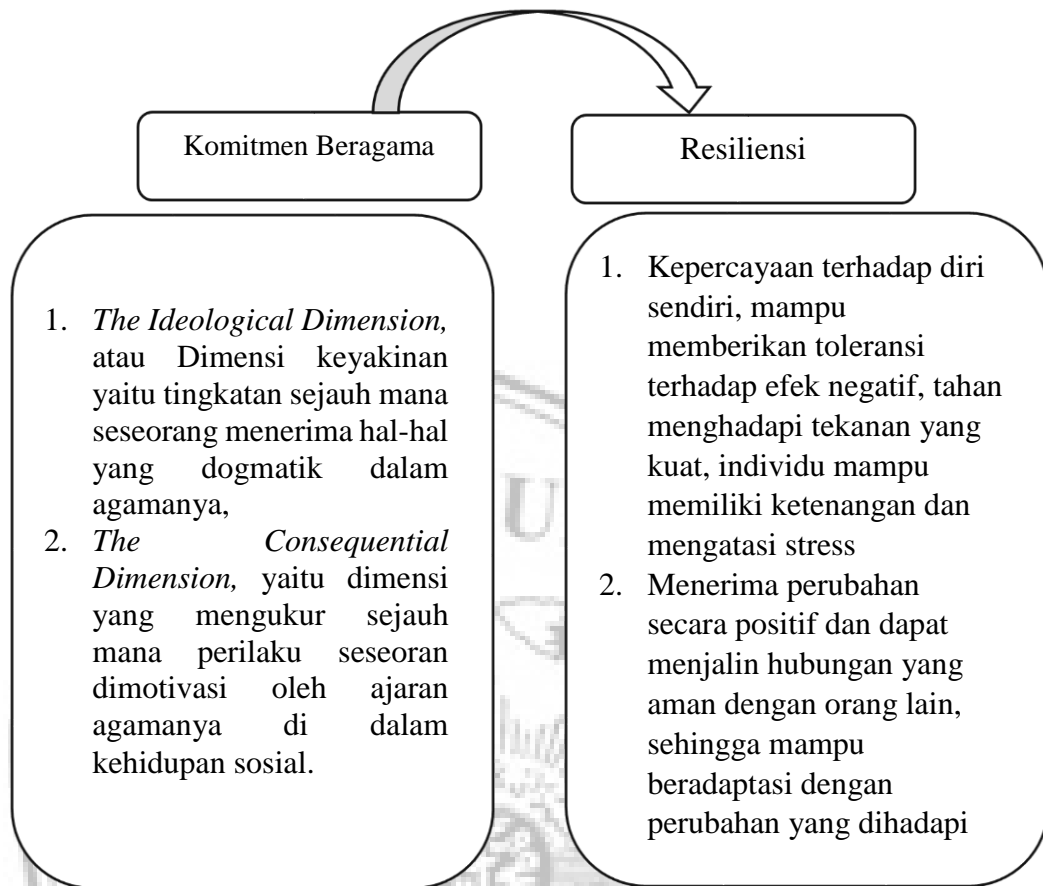 Komitmen Beragama
Resiliensi
1. The Ideological Dimension,
atau Dimensi keyakinan
yaitu tingkatan sejauh mana
seseorang menerima hal-hal
yang dogmatik dalam
agamanya,
2. The Consequential
Dimension, yaitu dimensi
yang mengukur sejauh
mana perilaku seseoran
dimotivasi oleh ajaran
agamanya di dalam
kehidupan sosial.
1. Kepercayaan terhadap diri
sendiri, mampu
memberikan toleransi
terhadap efek negatif, tahan
menghadapi tekanan yang
kuat, individu mampu
memiliki ketenangan dan
mengatasi stress
2. Menerima perubahan
secara positif dan dapat
menjalin hubungan yang
aman dengan orang lain,
sehingga mampu
beradaptasi dengan
perubahan yang dihadapi